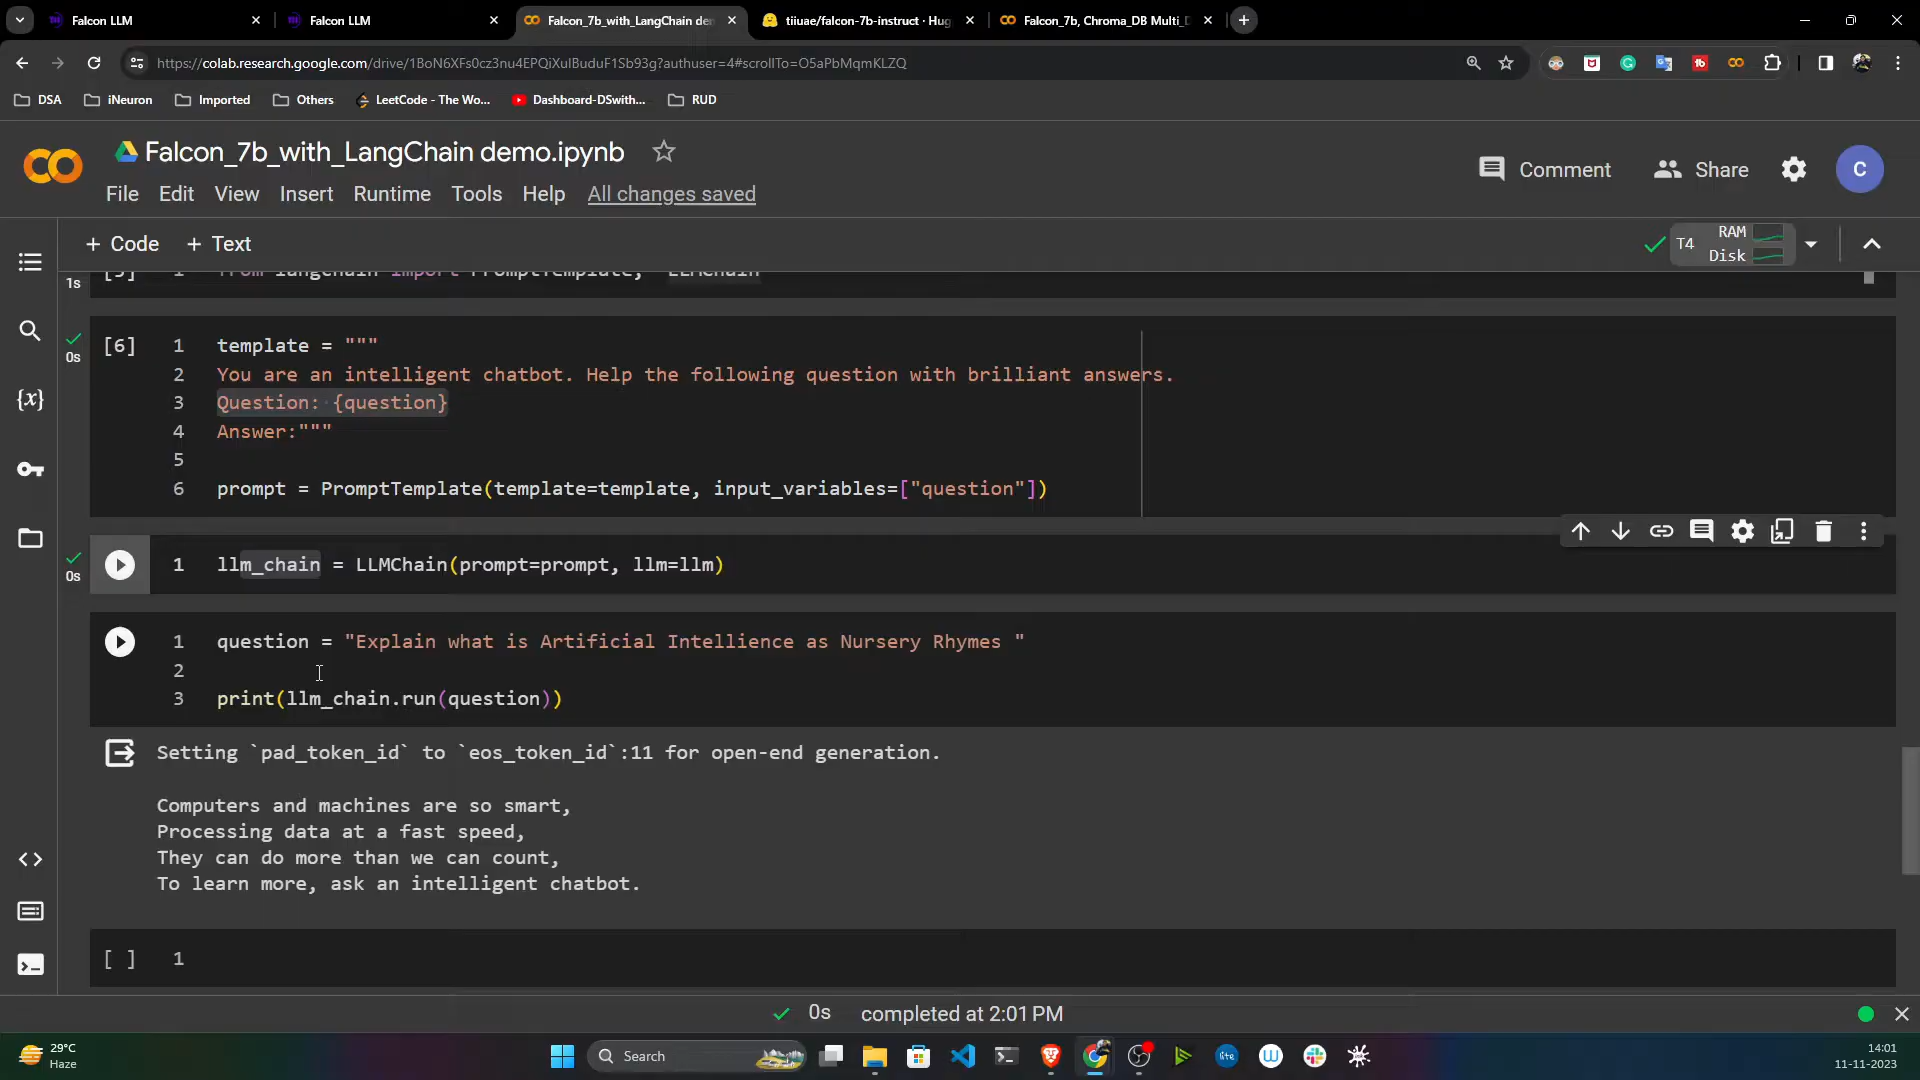 Falcon LLM
Falcon LLM
Falcon_7b_with_LangChain den
tiiuae/falcon-7b-instruct · Hug
Falcon_7b, Chroma_DB Multi_D
https://colab.research.google.com/drive/1BoN6XFs0cz3nu4EPQiXulBuduF1Sb93g?authuser=4#scrollTo=O5aPbMqmKLZQ
DSA
iNeuron
Imported
Others
LeetCode - The Wo...
Dashboard-DSwith...
RUD
Falcon_7b_with_LangChain demo.ipynb
Comment
Share
C
File Edit View Insert Runtime Tools Help All changes saved
+ Code + Text
T4
RAM
Disk
1s
[5] 1 from langchain import PromptTemplate, LLMChain
[6] 1 template = """
0s
2 You are an intelligent chatbot. Help the following question with brilliant answers.
3 Question: {question}
4 Answer:"""
5
6 prompt = PromptTemplate(template=template, input_variables=["question"])
0s
1 llm_chain = LLMChain(prompt=prompt, llm=llm)
1 question = "Explain what is Artificial Intellience as Nursery Rhymes "
2
3 print(llm_chain.run(question))
Setting `pad_token_id` to `eos_token_id`:11 for open-end generation.
Computers and machines are so smart,
Processing data at a fast speed,
They can do more than we can count,
To learn more, ask an intelligent chatbot.
[ ] 1
0s completed at 2:01 PM
29°C
Haze
Search
14:01
11-11-2023